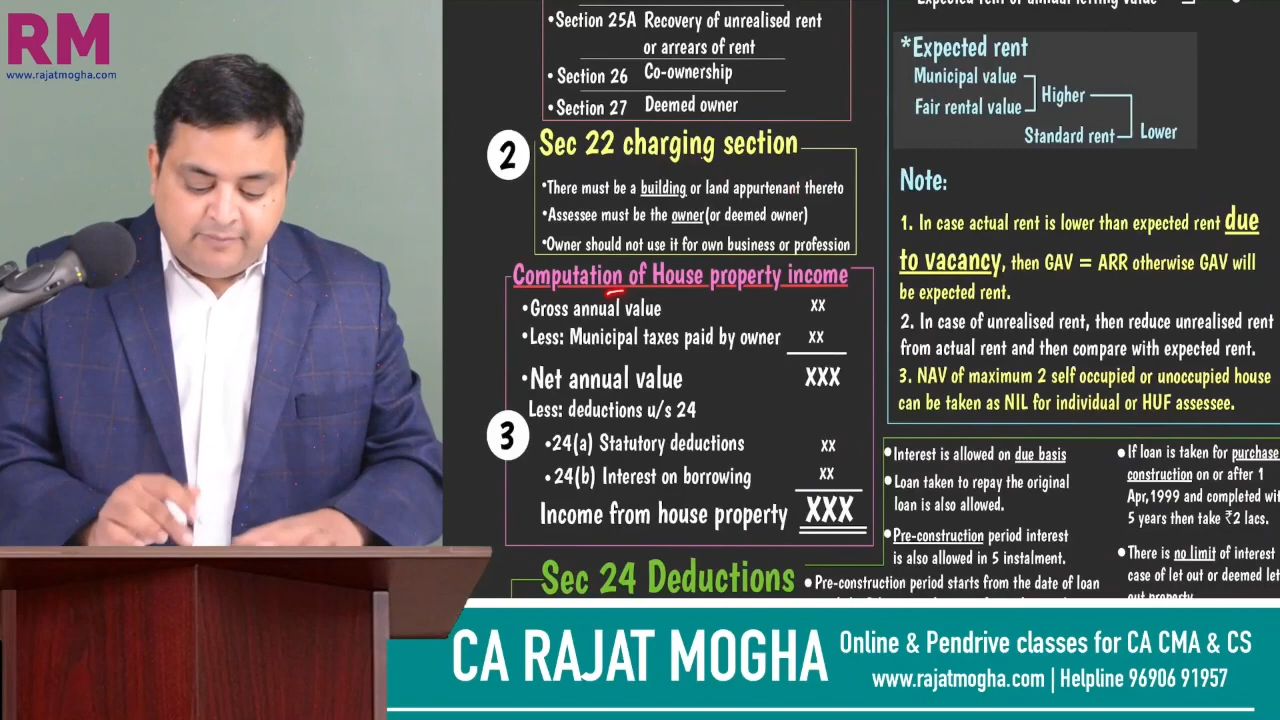 RM
www.rajatmogha.com
•Section 25A Recovery of unrealised rent
or arrears of rent
• Section 26 Co-ownership
• Section 27 Deemed owner
2 Sec 22 charging section
•There must be a building or land appurtenant thereto
•Assessee must be the owner(or deemed owner)
•Owner should not use it for own business or profession
Computation of House property income
•Gross annual value xx
•Less: Municipal taxes paid by owner xx
•Net annual value XXX
Less: deductions u/s 24
3
•24(a) Statutory deductions xx
•24(b) Interest on borrowing xx
Income from house property XXX
Sec 24 Deductions
*Expected rent
Municipal value
Fair rental value
Higher
Standard rent
Lower
Note:
1. In case actual rent is lower than expected rent due
to vacancy, then GAV = ARR otherwise GAV will
be expected rent.
2. In case of unrealised rent, then reduce unrealised rent
from actual rent and then compare with expected rent.
3. NAV of maximum 2 self occupied or unoccupied house
can be taken as NIL for individual or HUF assessee.
•Interest is allowed on due basis
•Loan taken to repay the original
loan is also allowed.
•Pre-construction period interest
is also allowed in 5 instalment.
•Pre-construction period starts from the date of loan
•If loan is taken for purchase
construction on or after 1
Apr,1999 and completed
5 years then take ₹2 lacs.
•There is no limit of interest
case of let out or deemed let
out property
CA RAJAT MOGHA
Online & Pendrive classes for CA CMA & CS
www.rajatmogha.com | Helpline 96906 91957